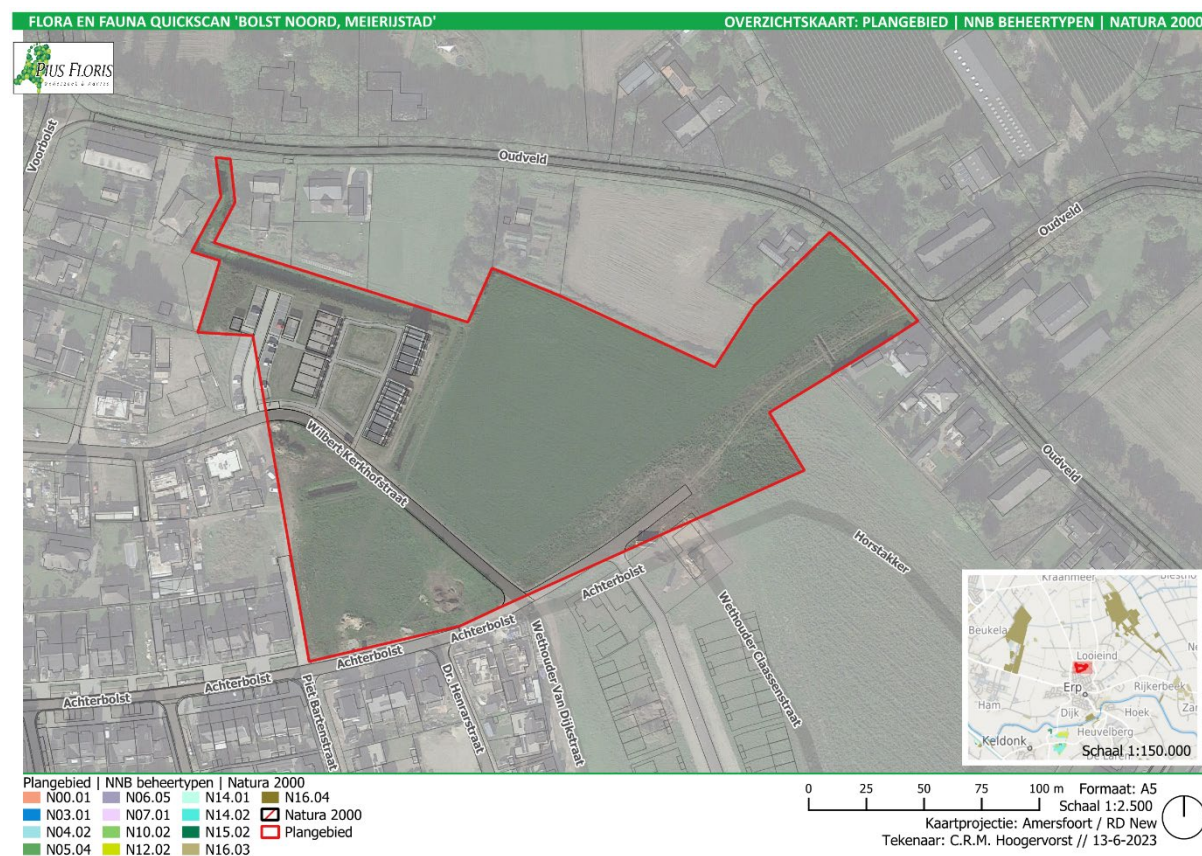 FLORA EN FAUNA QUICKSCAN 'BOLST NOORD, MEIERIJSTAD'
OVERZICHTSKAART: PLANGEBIED | NNB BEHEERTYPEN | NATURA 2000
PIUS FLORIS
Voorbolst
Oudveld
Oudveld
Oudveld
Wilbert Kerkhofstraat
Horstakker
Achterbolst
Achterbolst
Achterbolst
Achterbolst
Wethouder Claassenstraat
Wethouder Van Dijkstraat
Dr. Henrarstraat
Piet Bartenstraat
Kraanmeer
Beukela
Looieind
Erp
Rijkerbeek
Ham
Dijk
Hoek
Heuvelberg
Keldonk
Schaal 1:150.000
Plangebied | NNB beheertypen | Natura 2000
N00.01 N06.05 N14.01 N16.04
N03.01 N07.01 N14.02 Natura 2000
N04.02 N10.02 N15.02 Plangebied
N05.04 N12.02 N16.03
0 25 50 75 100 m
Formaat: A5
Schaal 1:2.500
Kaartprojectie: Amersfoort / RD New
Tekenaar: C.R.M. Hoogervorst // 13-6-2023